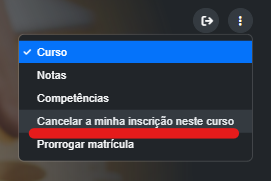 Curso
Notas
Competências
Cancelar a minha inscrição neste curso
Prorrogar matrícula